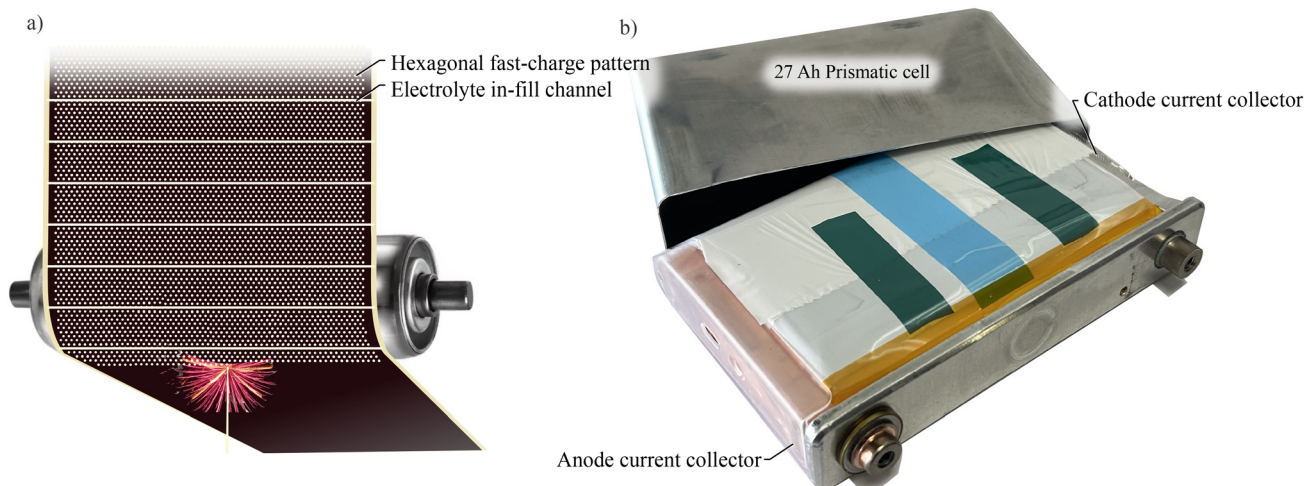 a)
Hexagonal fast-charge pattern
Electrolyte in-fill channel
b)
27 Ah Prismatic cell
Cathode current collector
Anode current collector